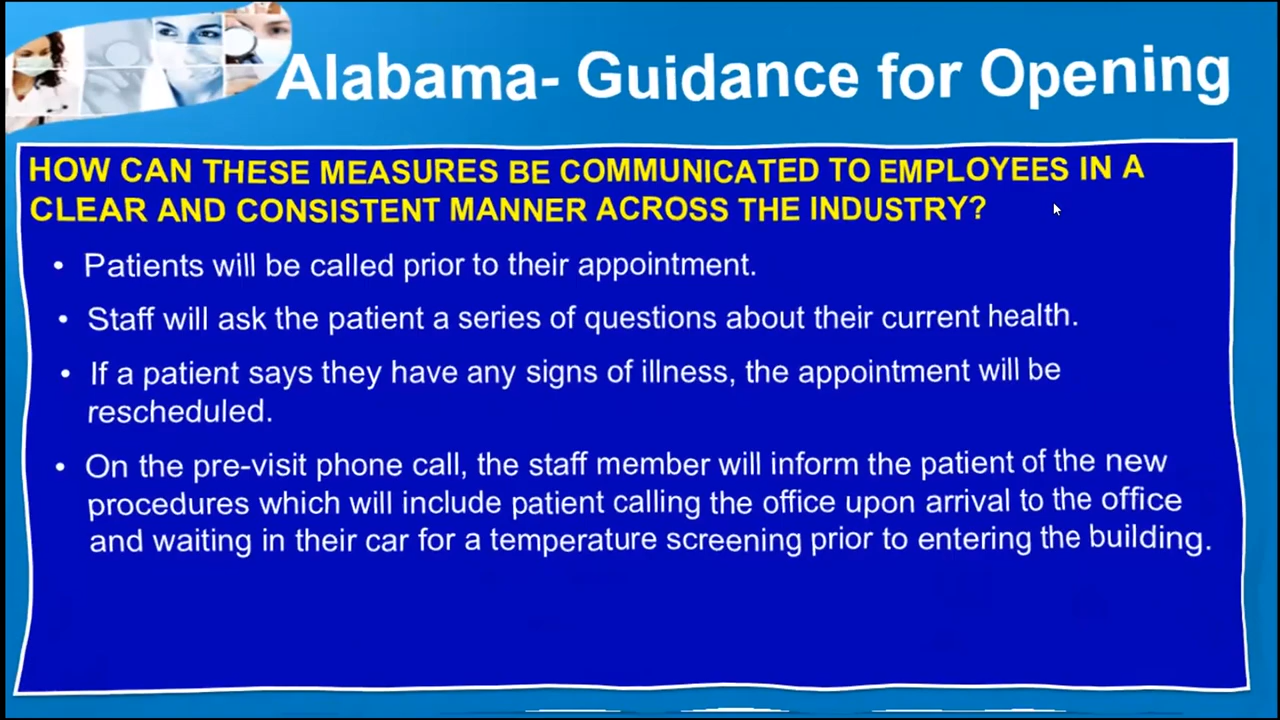 Alabama- Guidance for Opening
HOW CAN THESE MEASURES BE COMMUNICATED TO EMPLOYEES IN A
CLEAR AND CONSISTENT MANNER ACROSS THE INDUSTRY?
• Patients will be called prior to their appointment.
• Staff will ask the patient a series of questions about their current health.
• If a patient says they have any signs of illness, the appointment will be
rescheduled.
• On the pre-visit phone call, the staff member will inform the patient of the new
procedures which will include patient calling the office upon arrival to the office
and waiting in their car for a temperature screening prior to entering the building.